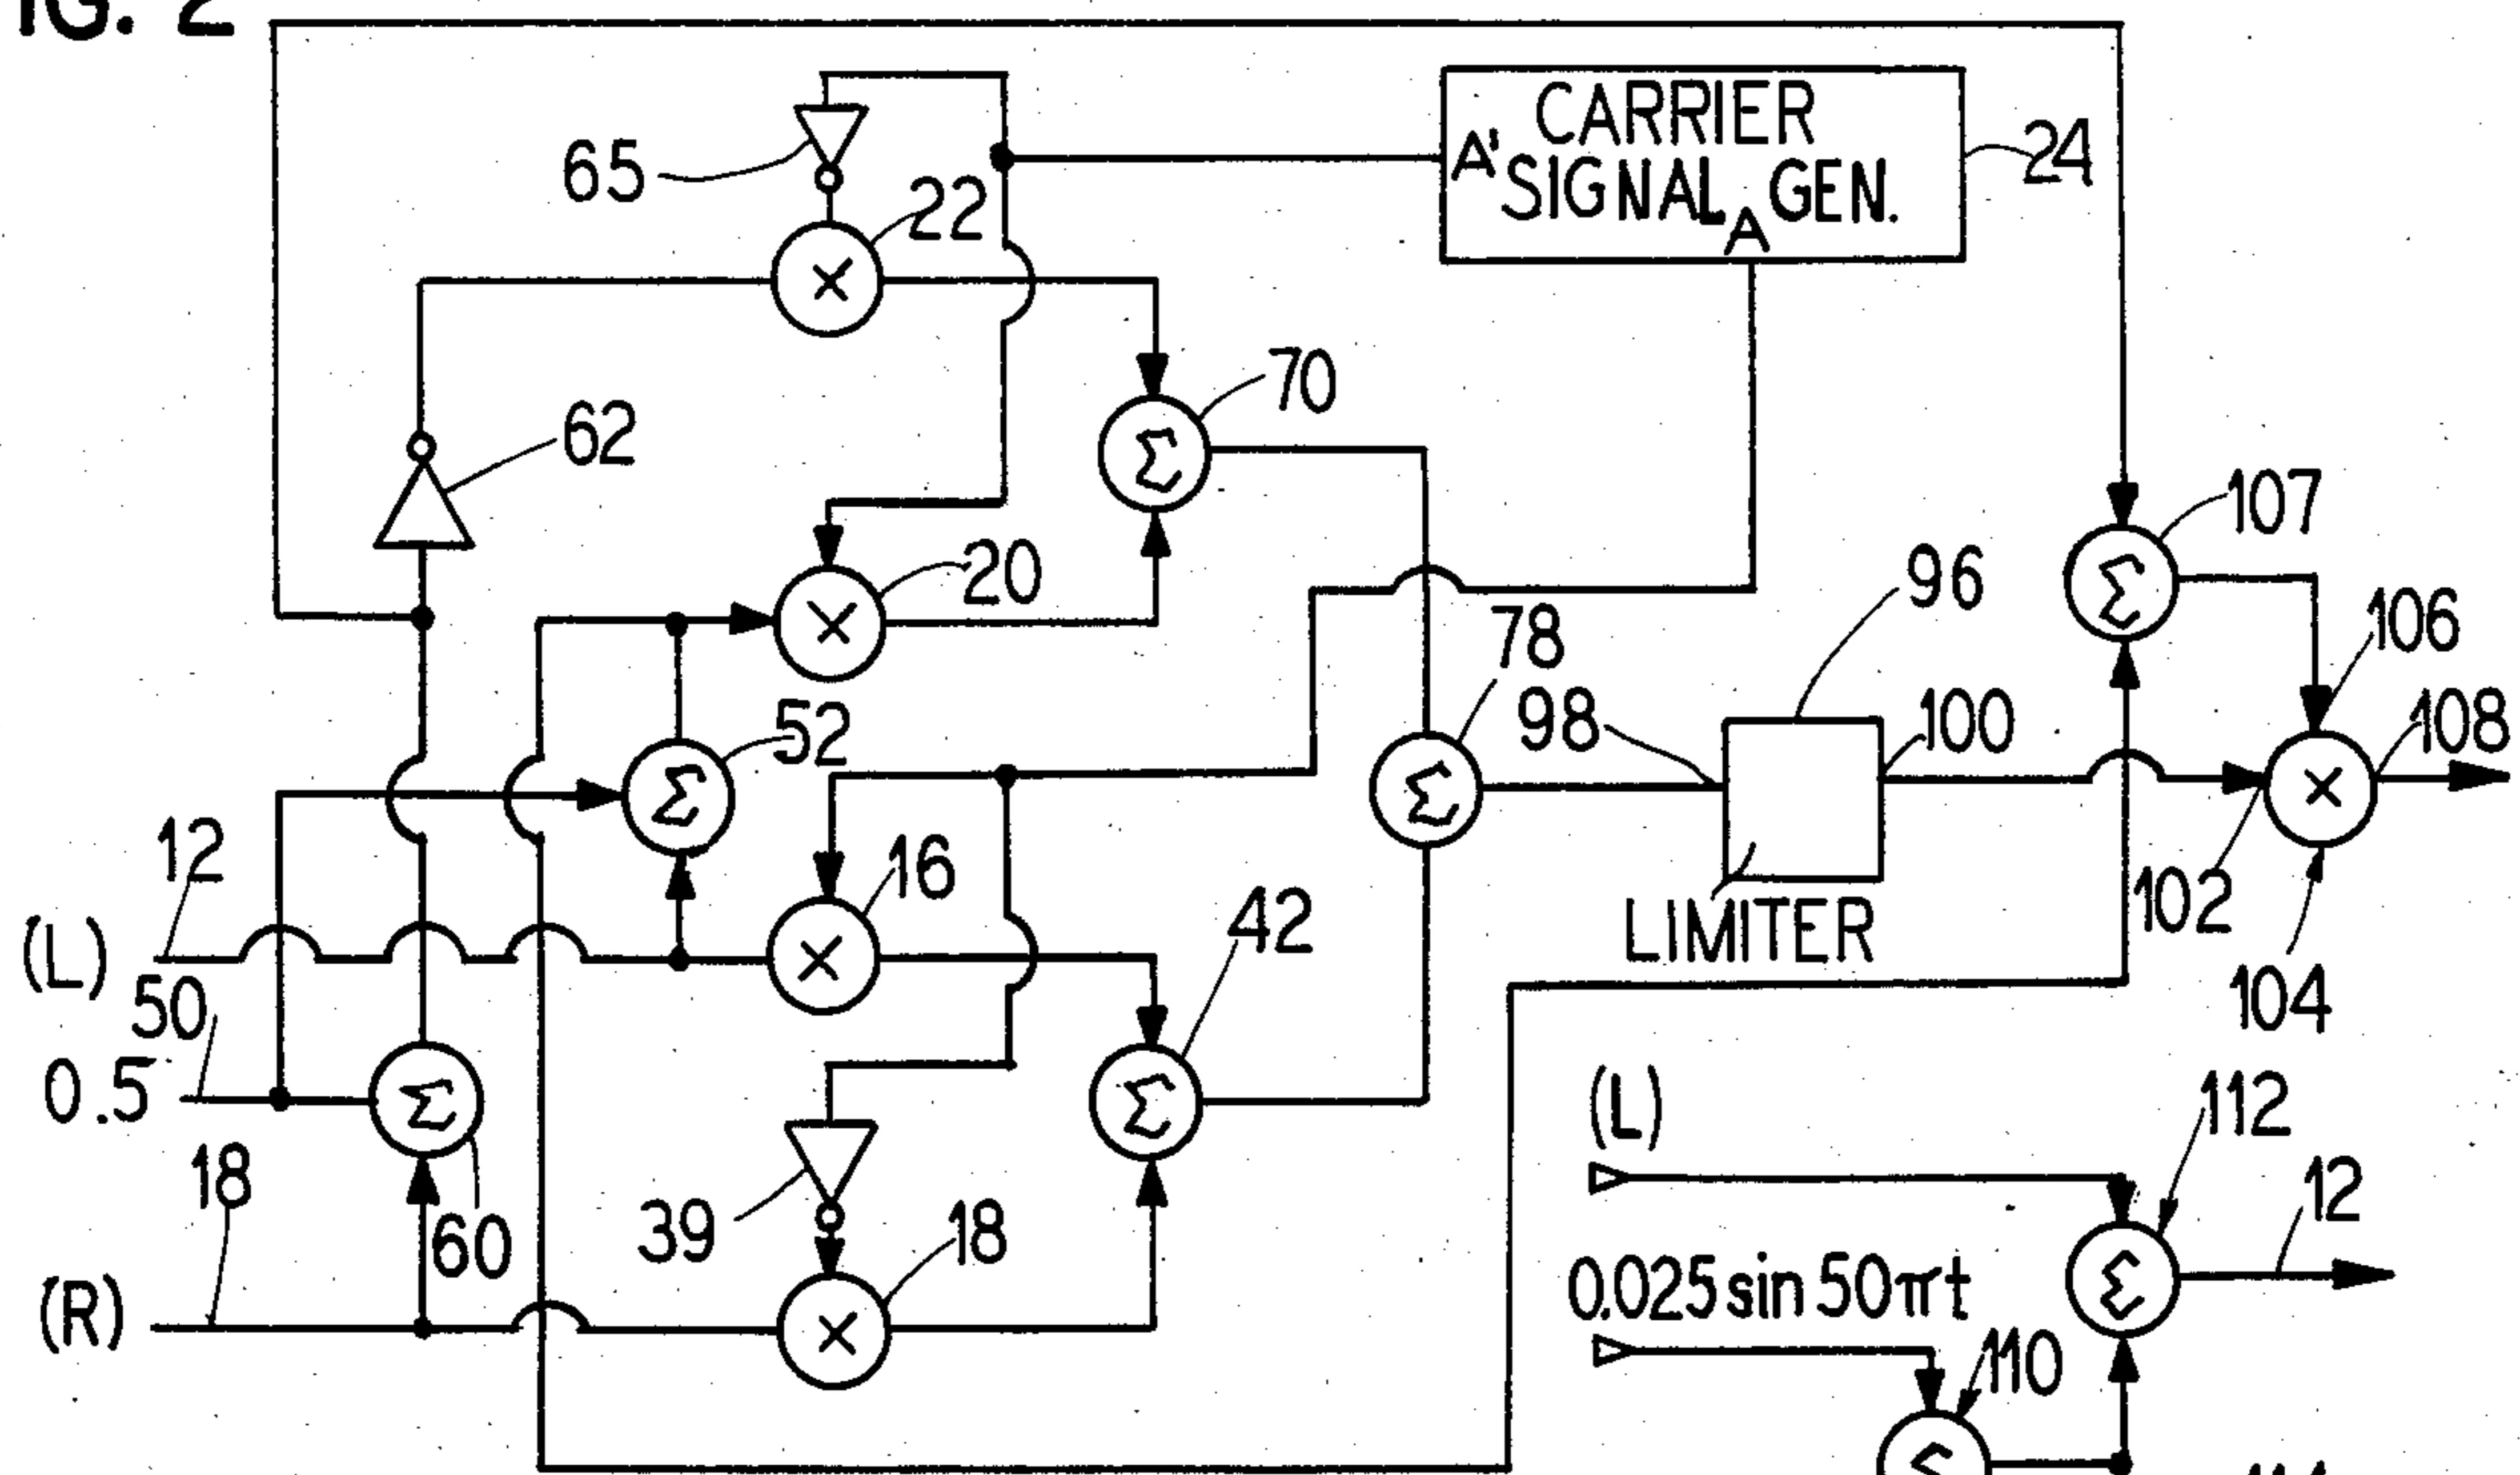 IG. 2
CARRIER
A' SIGNAL GEN.
A
24
65
22
×
70
Σ
62
107
Σ
20
×
96
106
78
Σ
98
100
108
×
102
104
52
Σ
LIMITER
12
16
×
42
Σ
(L)
50
0.5
Σ
60
18
(R)
39
18
×
(L)
112
12
Σ
0.025 sin 50πt
110
Σ